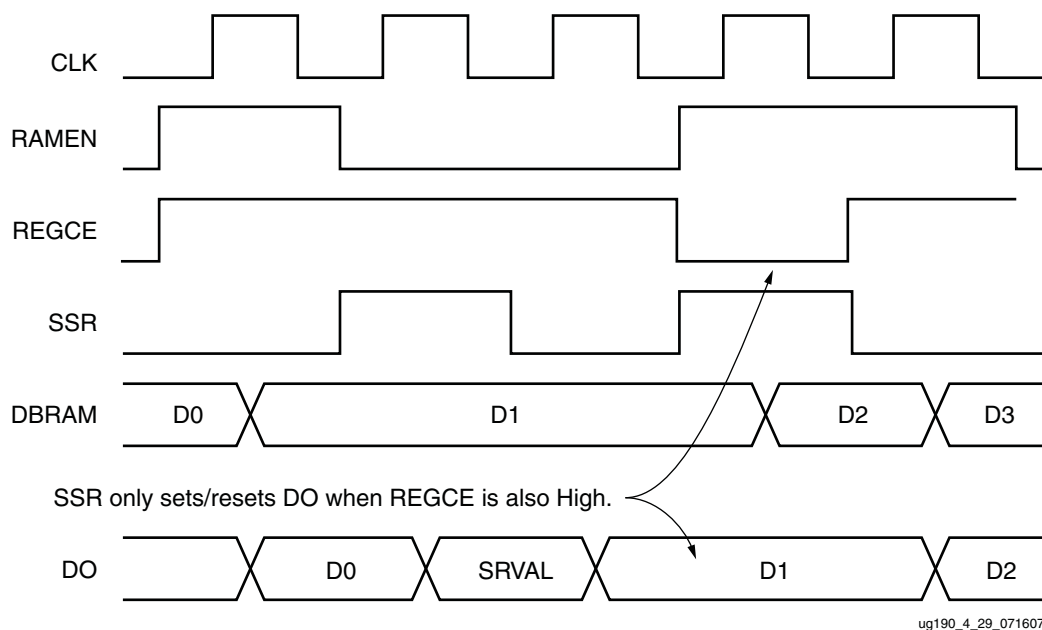 CLK
RAMEN
REGCE
SSR
DBRAM D0 D1 D2 D3
SSR only sets/resets DO when REGCE is also High.
DO D0 SRVAL D1 D2
ug190_4_29_071607